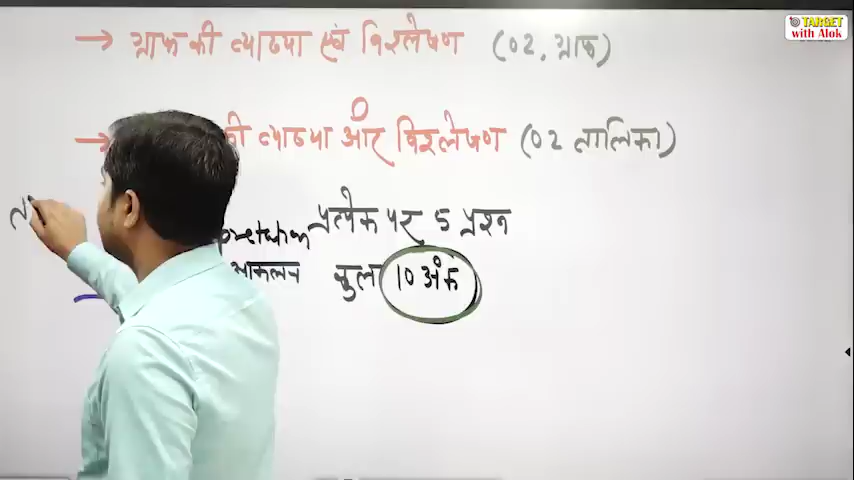 TARGET
with Alok
→ ग्राफ की व्याख्या एवं विश्लेषण (02, ग्राफ)
→ की व्याख्या और विश्लेषण (02 तालिका)
प्रत्येक पर 5 प्रश्न
आकलन कुल 10 अंक